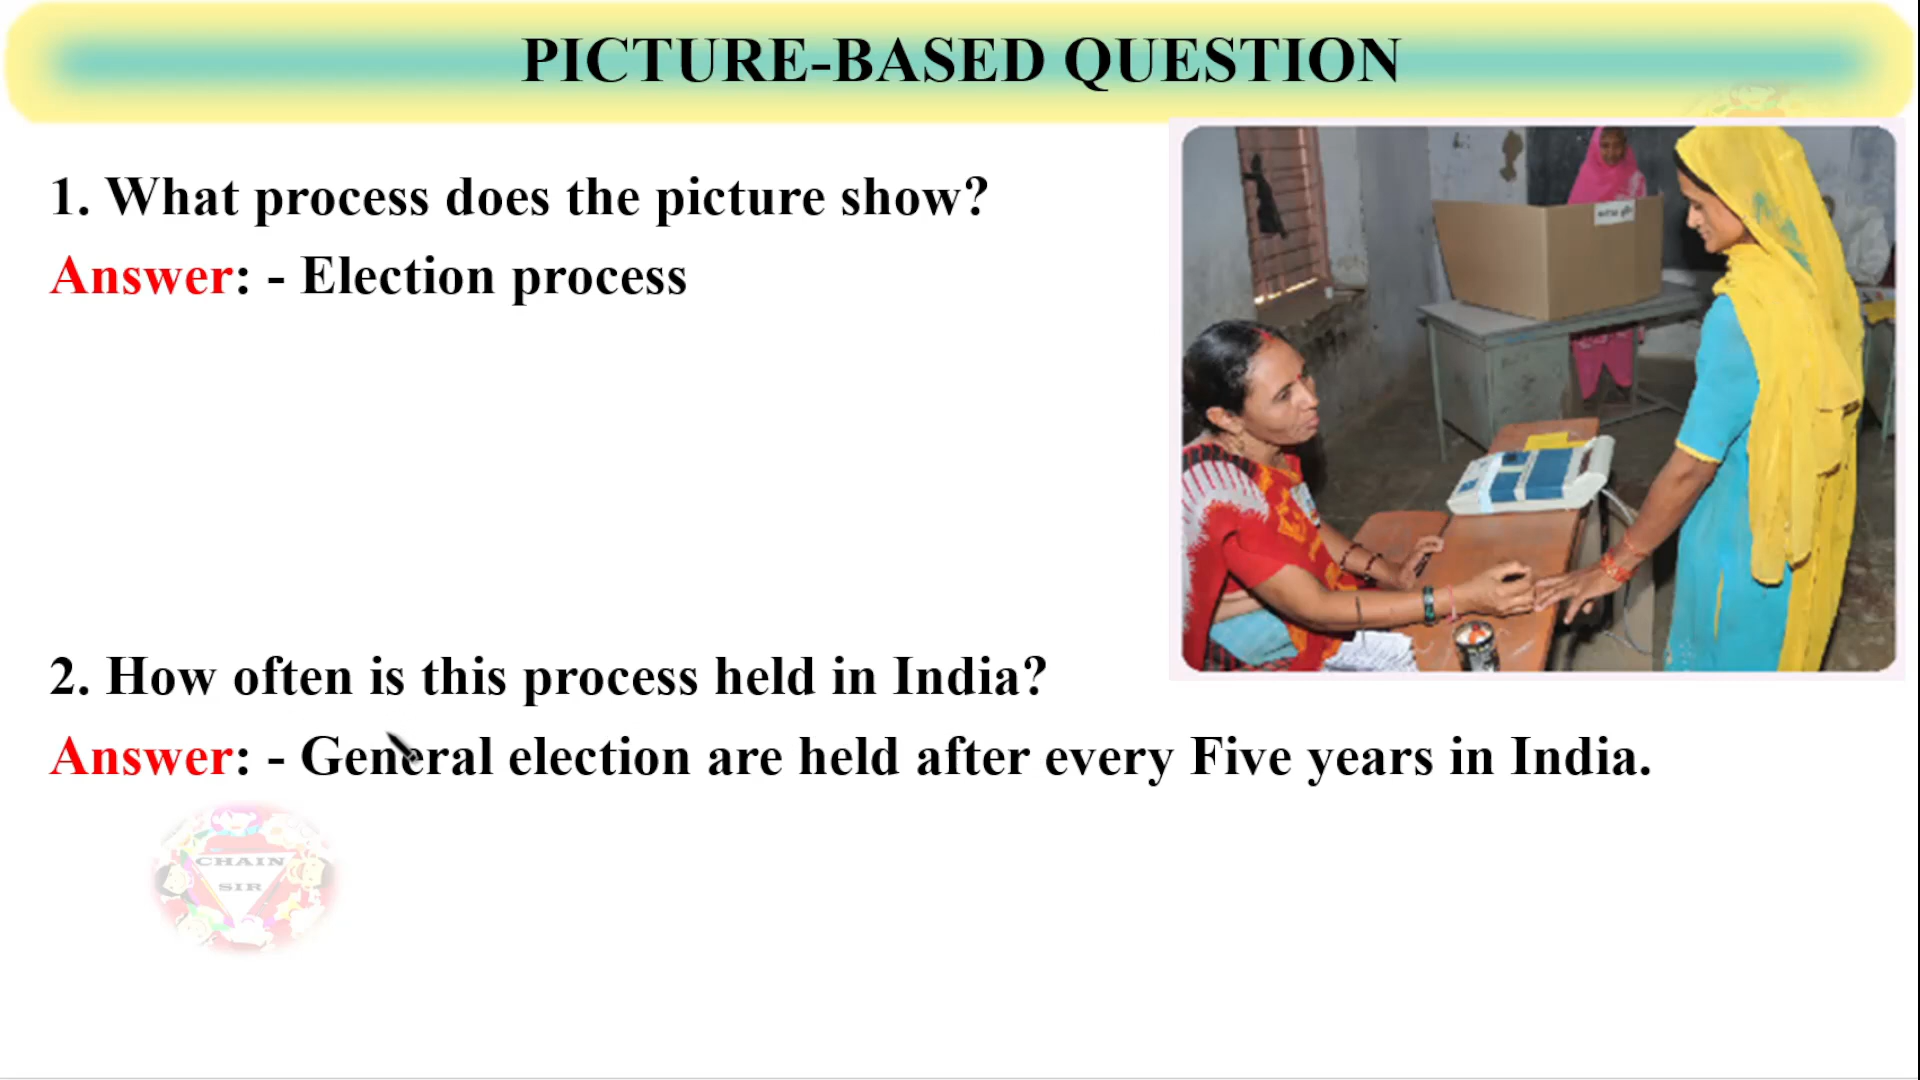 PICTURE-BASED QUESTION
1. What process does the picture show?
Answer: - Election process
2. How often is this process held in India?
Answer: - General election are held after every Five years in India.
CHAIN
SIR